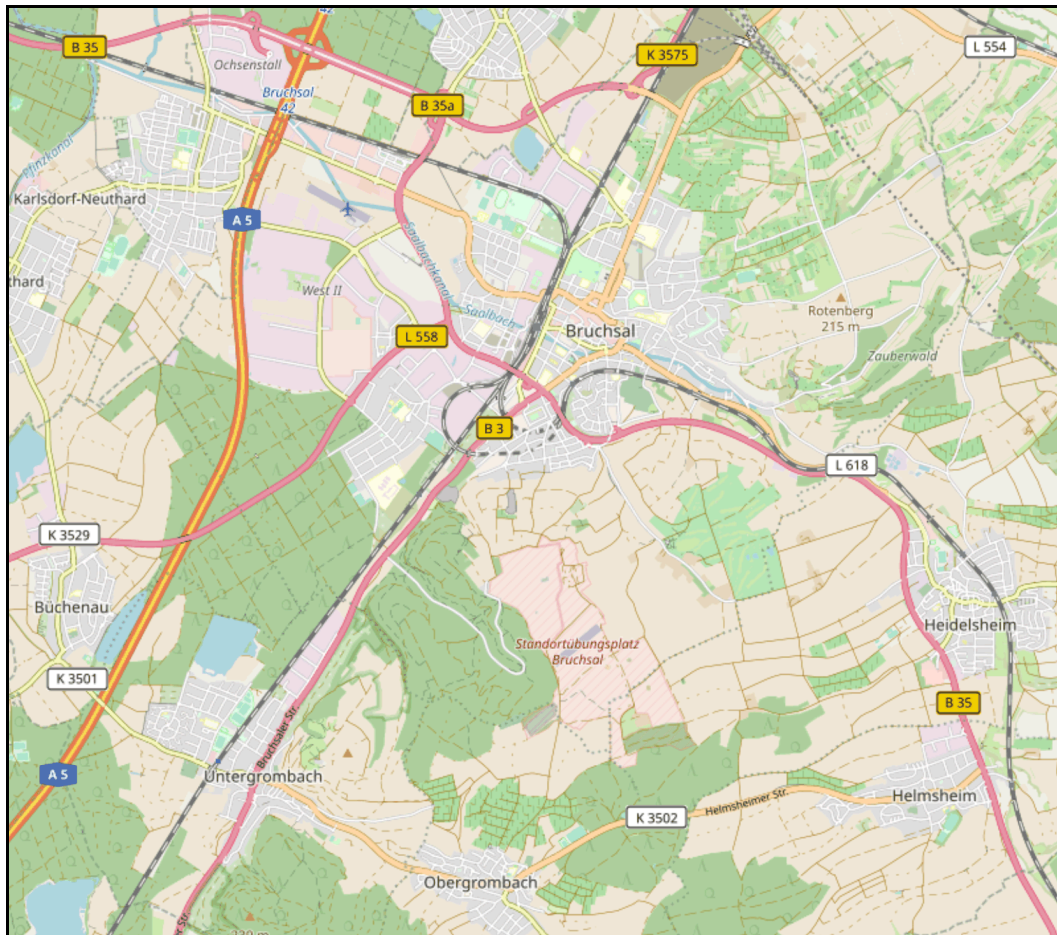 42
B 35
K 3575
L 554
Ochsenstall
Bruchsal
42
B 35a
Pfinzkanal
Karlsdorf-Neuthard
A 5
Saalbachkanal
thard
West II
Saalbach
Rotenberg
215 m
Bruchsal
L 558
Zauberwald
B 3
L 618
K 3529
Büchenau
Heidelsheim
Standortübungsplatz
Bruchsal
K 3501
B 35
Bruchsaler Str.
A 5
Untergrombach
Helmsheimer Str.
Helmsheim
K 3502
Obergrombach